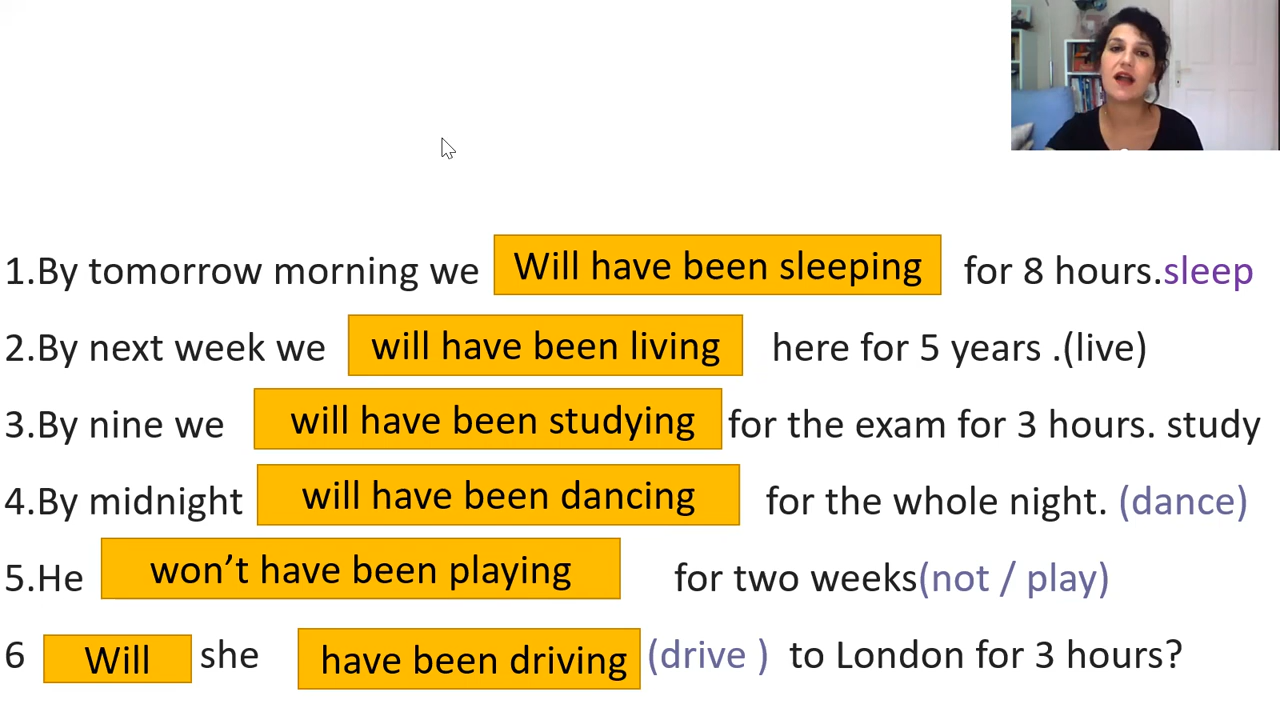 1.By tomorrow morning we Will have been sleeping for 8 hours.sleep
2.By next week we will have been living here for 5 years .(live)
3.By nine we will have been studying for the exam for 3 hours. study
4.By midnight will have been dancing for the whole night. (dance)
5.He won’t have been playing for two weeks(not / play)
6 Will she have been driving (drive ) to London for 3 hours?